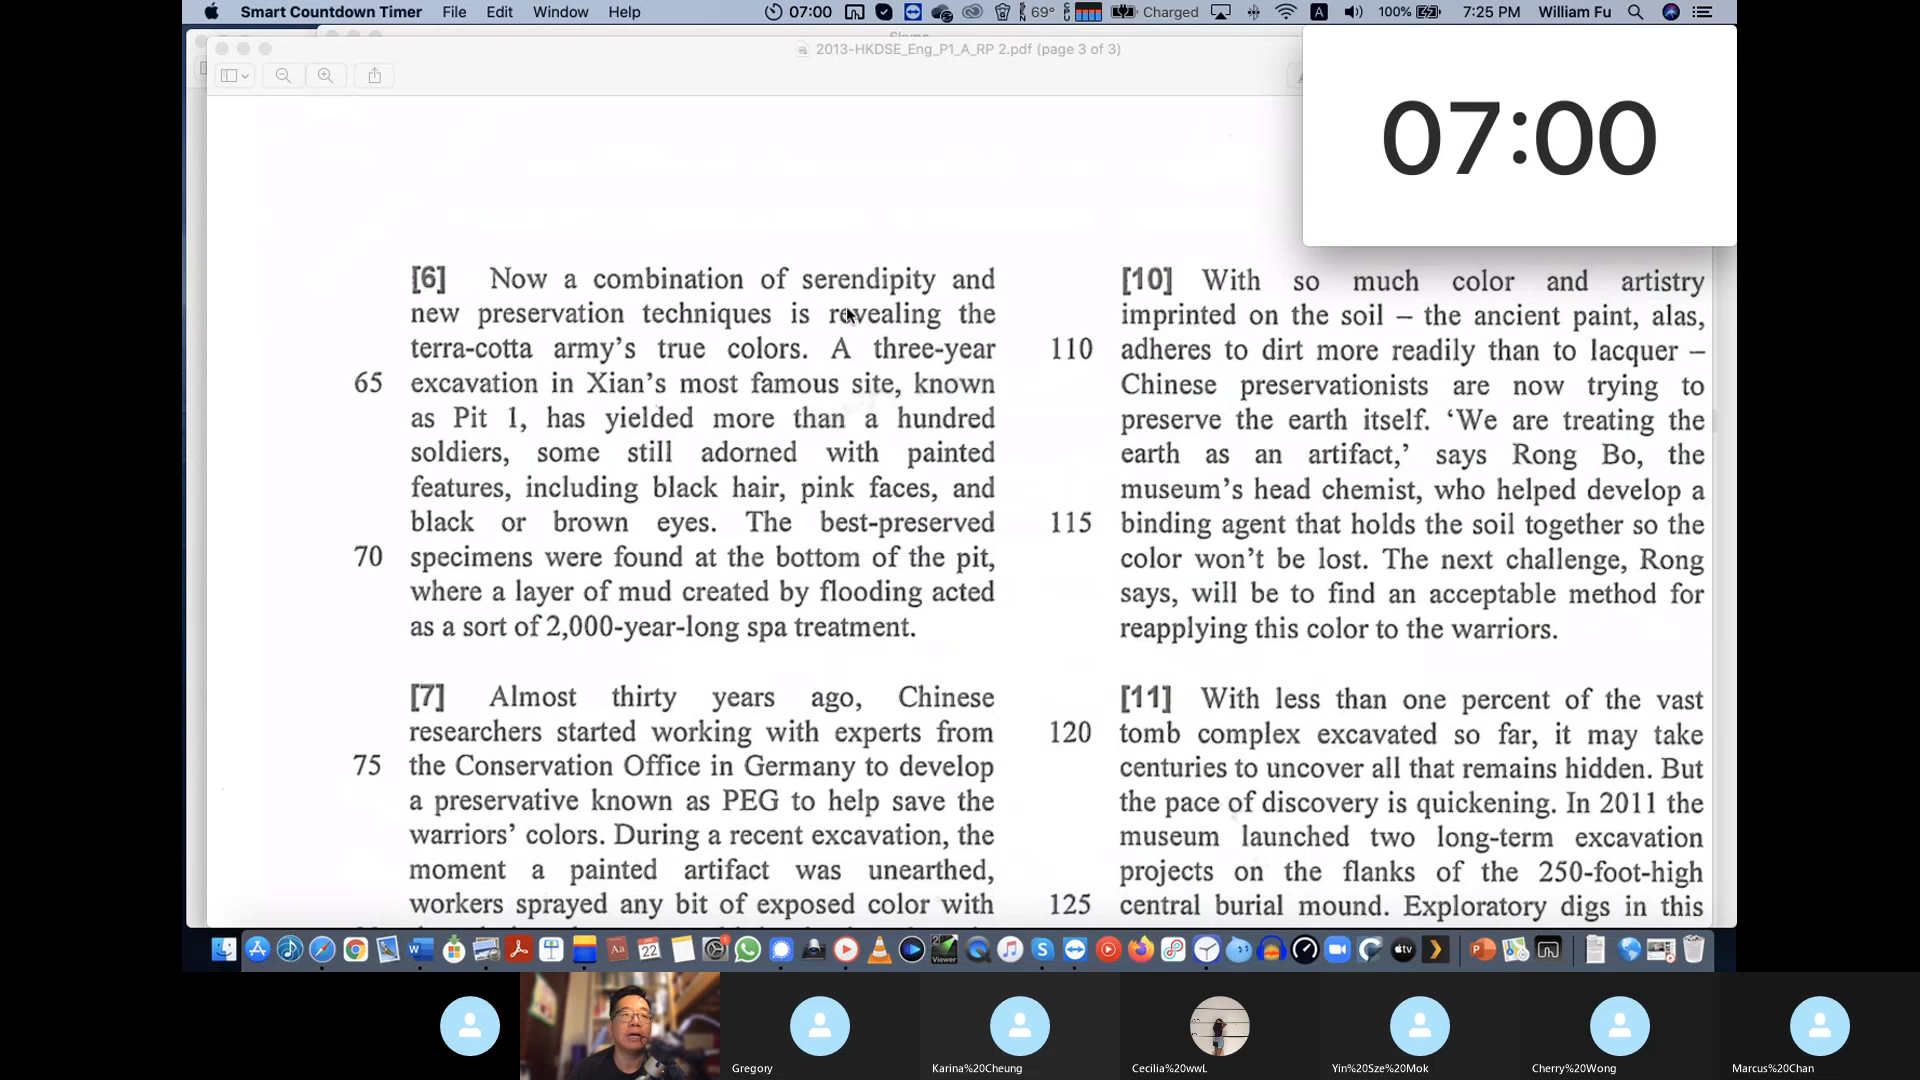 Smart Countdown Timer File Edit Window Help 07:00 69° Charged 100% 7:25 PM William Fu
Skype
2013-HKDSE_Eng_P1_A_RP 2.pdf (page 3 of 3)
07:00
[6] Now a combination of serendipity and
new preservation techniques is revealing the
terra-cotta army’s true colors. A three-year
65 excavation in Xian’s most famous site, known
as Pit 1, has yielded more than a hundred
soldiers, some still adorned with painted
features, including black hair, pink faces, and
black or brown eyes. The best-preserved
70 specimens were found at the bottom of the pit,
where a layer of mud created by flooding acted
as a sort of 2,000-year-long spa treatment.
[7] Almost thirty years ago, Chinese
researchers started working with experts from
75 the Conservation Office in Germany to develop
a preservative known as PEG to help save the
warriors’ colors. During a recent excavation, the
moment a painted artifact was unearthed,
workers sprayed any bit of exposed color with
[10] With so much color and artistry
imprinted on the soil – the ancient paint, alas,
110 adheres to dirt more readily than to lacquer –
Chinese preservationists are now trying to
preserve the earth itself. ‘We are treating the
earth as an artifact,’ says Rong Bo, the
museum’s head chemist, who helped develop a
115 binding agent that holds the soil together so the
color won’t be lost. The next challenge, Rong
says, will be to find an acceptable method for
reapplying this color to the warriors.
[11] With less than one percent of the vast
120 tomb complex excavated so far, it may take
centuries to uncover all that remains hidden. But
the pace of discovery is quickening. In 2011 the
museum launched two long-term excavation
projects on the flanks of the 250-foot-high
125 central burial mound. Exploratory digs in this
22
tv
Gregory
Karina%20Cheung
Cecilia%20wwL
Yin%20Sze%20Mok
Cherry%20Wong
Marcus%20Chan